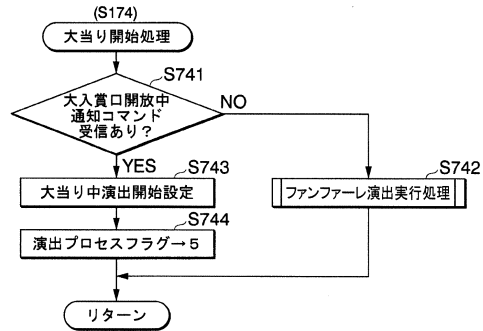 (S174)
大当り開始処理
S741
大入賞口開放中
通知コマンド
受信あり？
NO
YES
S743
大当り中演出開始設定
S742
ファンファーレ演出実行処理
S744
演出プロセスフラグ→５
リターン